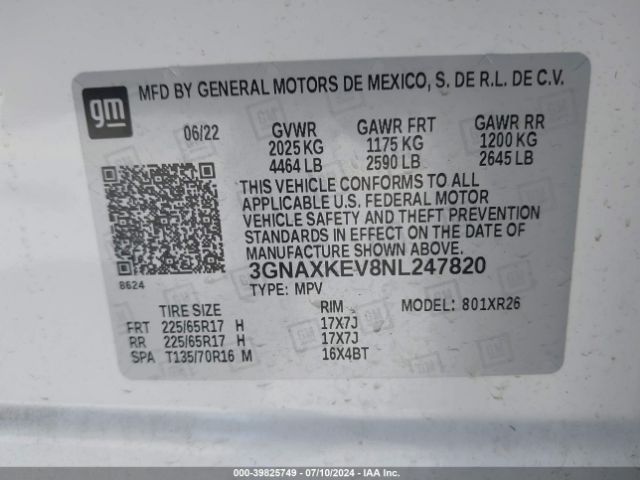 gm
MFD BY GENERAL MOTORS DE MEXICO, S. DE R.L. DE C.V.
06/22 GVWR GAWR FRT GAWR RR
2025 KG 1175 KG 1200 KG
4464 LB 2590 LB 2645 LB
THIS VEHICLE CONFORMS TO ALL
APPLICABLE U.S. FEDERAL MOTOR
VEHICLE SAFETY AND THEFT PREVENTION
STANDARDS IN EFFECT ON THE DATE OF
MANUFACTURE SHOWN ABOVE.
8624 3GNAXKEV8NL247820
TYPE: MPV
TIRE SIZE RIM MODEL: 801XR26
FRT 225/65R17 H 17X7J
RR 225/65R17 H 17X7J
SPA T135/70R16 M 16X4BT
000-39825749 - 07/10/2024 - IAAI.com